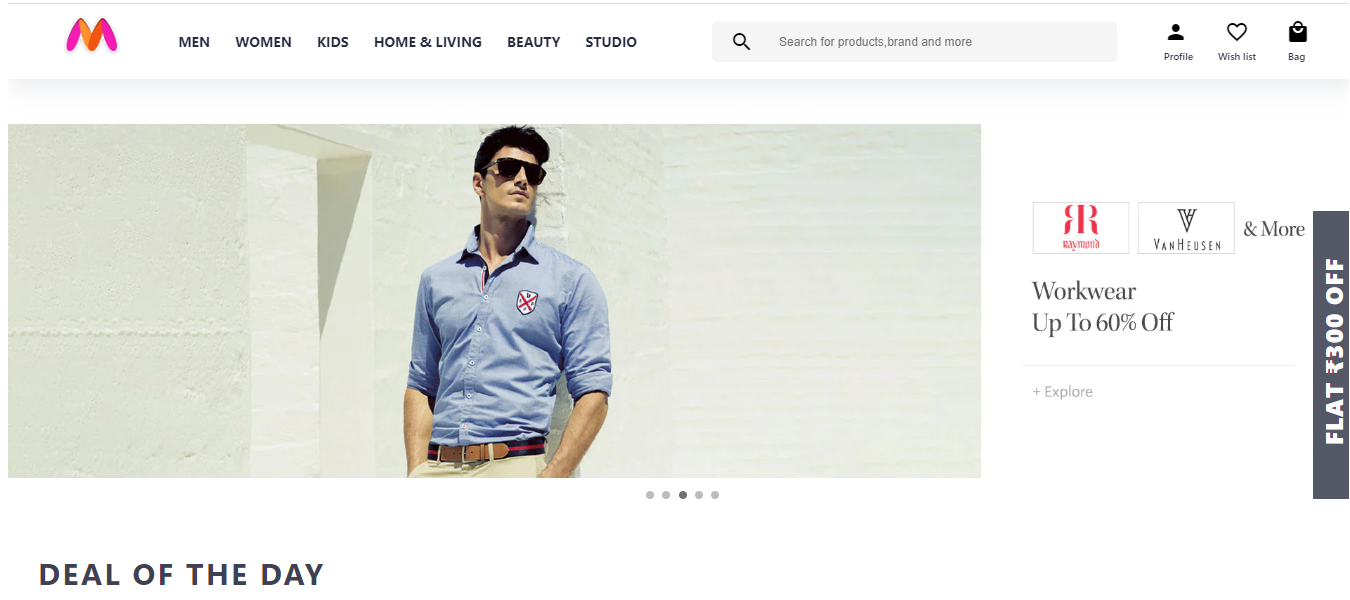 MEN WOMEN KIDS HOME & LIVING BEAUTY STUDIO Search for products,brand and more
Profile Wish list Bag
Raymond VANHEUSEN & More
Workwear
Up To 60% Off
+ Explore
FLAT ₹300 OFF
DEAL OF THE DAY